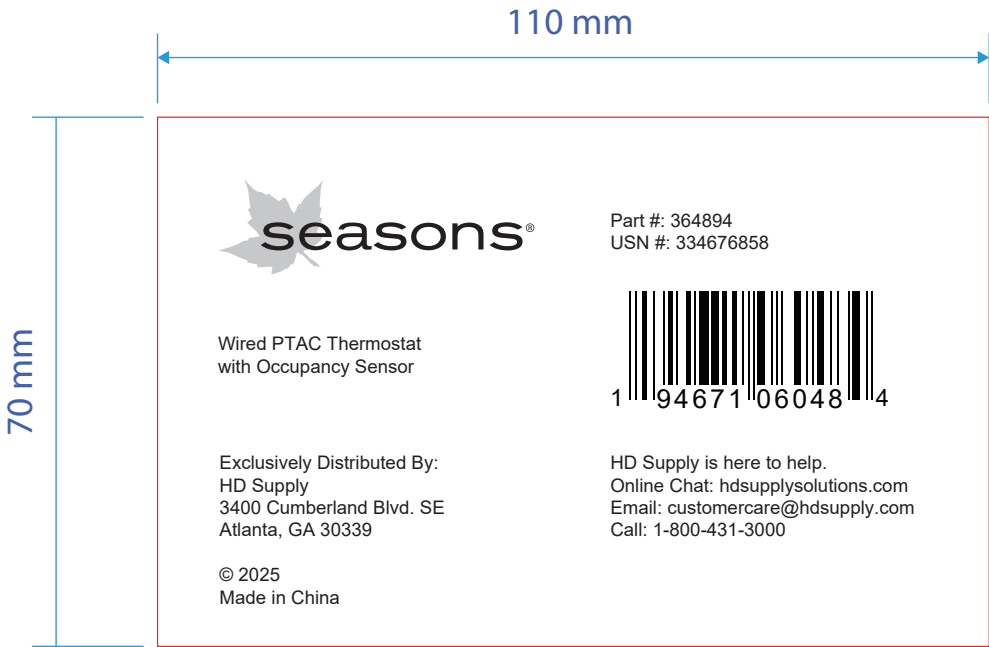 110 mm
70 mm
seasons®
Part #: 364894
USN #: 334676858
Wired PTAC Thermostat
with Occupancy Sensor
1 94671 06048 4
Exclusively Distributed By:
HD Supply
3400 Cumberland Blvd. SE
Atlanta, GA 30339
HD Supply is here to help.
Online Chat: hdsupplysolutions.com
Email: customercare@hdsupply.com
Call: 1-800-431-3000
© 2025
Made in China